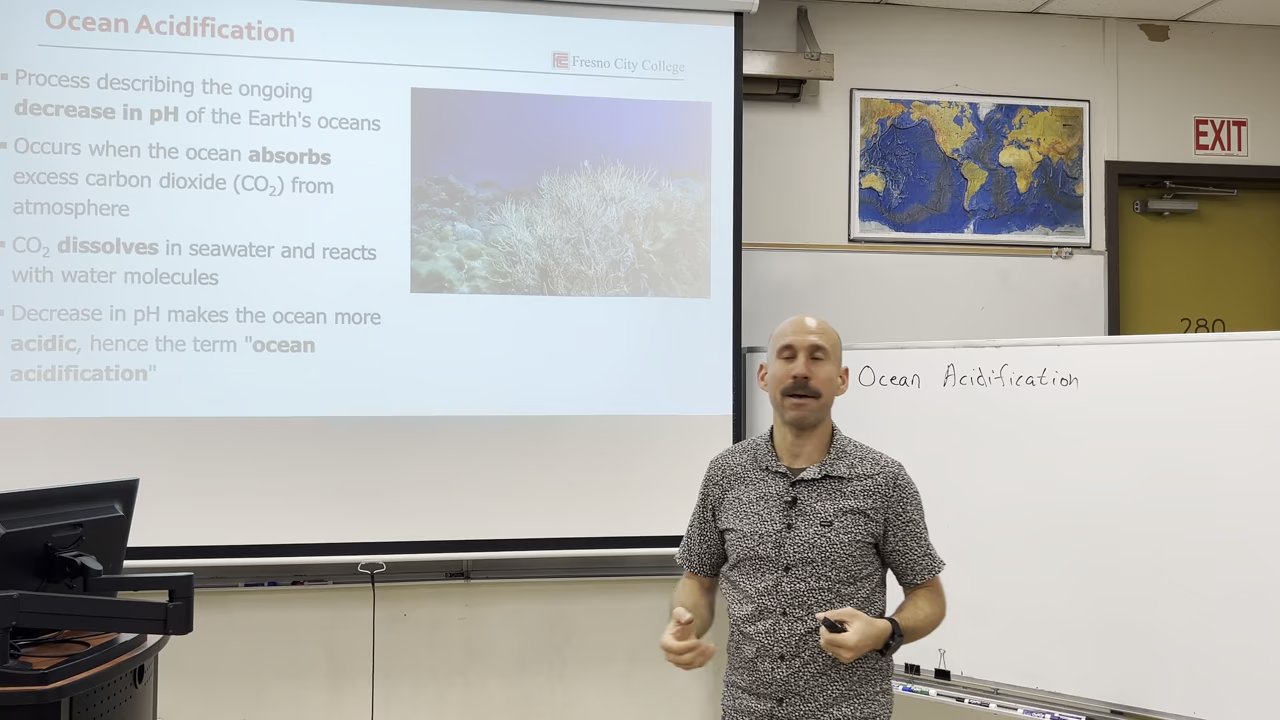 Ocean Acidification
Fresno City College
▪ Process describing the ongoing
decrease in pH of the Earth's oceans
▪ Occurs when the ocean absorbs
excess carbon dioxide (CO₂) from
atmosphere
▪ CO₂ dissolves in seawater and reacts
with water molecules
▪ Decrease in pH makes the ocean more
acidic, hence the term "ocean
acidification"
EXIT
280
Ocean Acidification